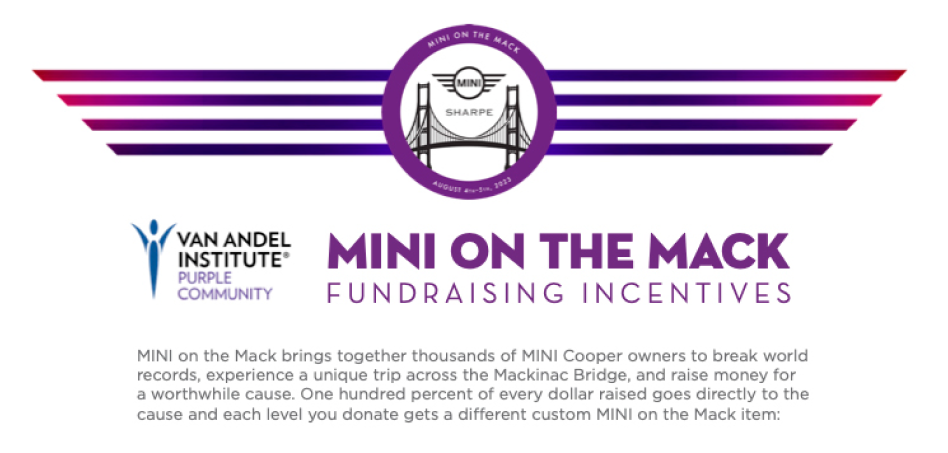 MINI ON THE MACK
MINI
SHARPE
AUGUST 4TH-5TH, 2023
VAN ANDEL
INSTITUTE®
PURPLE
COMMUNITY
MINI ON THE MACK
FUNDRAISING INCENTIVES
MINI on the Mack brings together thousands of MINI Cooper owners to break world
records, experience a unique trip across the Mackinac Bridge, and raise money for
a worthwhile cause. One hundred percent of every dollar raised goes directly to the
cause and each level you donate gets a different custom MINI on the Mack item: